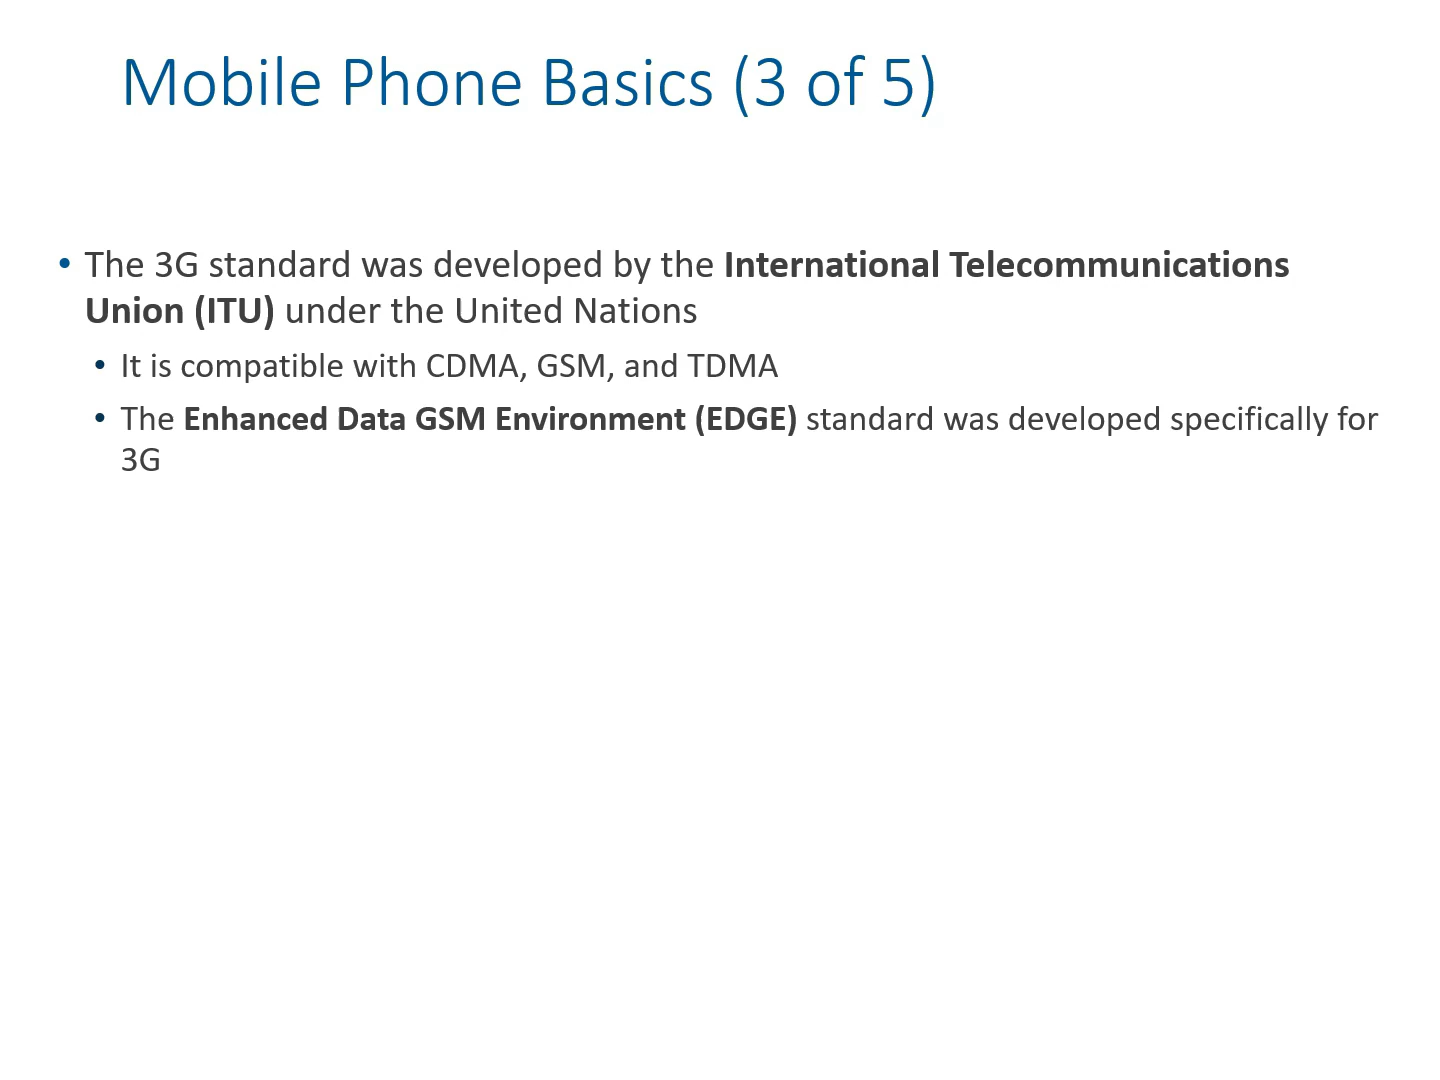 Mobile Phone Basics (3 of 5)
• The 3G standard was developed by the International Telecommunications
Union (ITU) under the United Nations
• It is compatible with CDMA, GSM, and TDMA
• The Enhanced Data GSM Environment (EDGE) standard was developed specifically for
3G